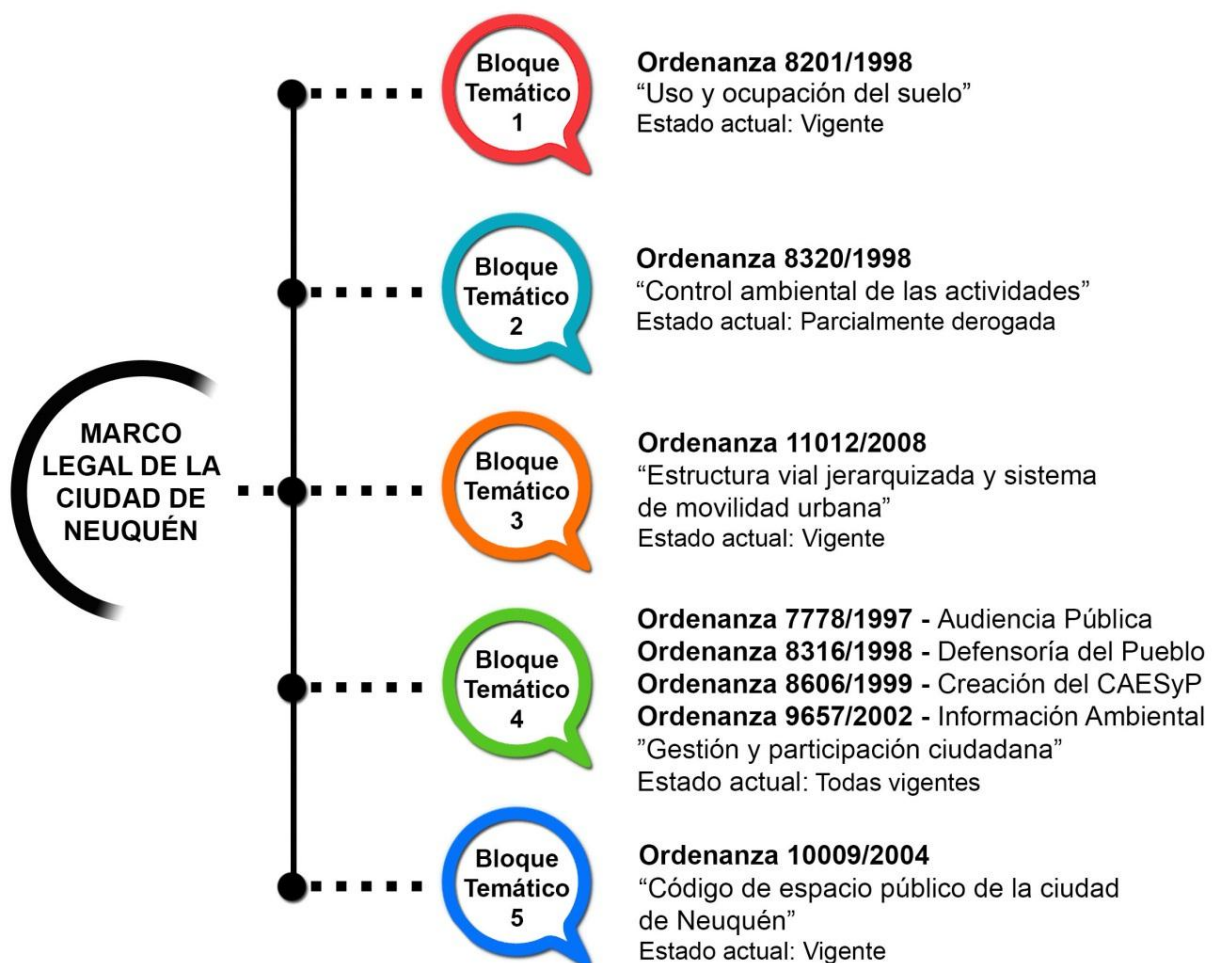 MARCO
LEGAL DE LA
CIUDAD DE
NEUQUÉN
Bloque
Temático
1
Ordenanza 8201/1998
“Uso y ocupación del suelo”
Estado actual: Vigente
Bloque
Temático
2
Ordenanza 8320/1998
“Control ambiental de las actividades”
Estado actual: Parcialmente derogada
Bloque
Temático
3
Ordenanza 11012/2008
“Estructura vial jerarquizada y sistema
de movilidad urbana”
Estado actual: Vigente
Bloque
Temático
4
Ordenanza 7778/1997 - Audiencia Pública
Ordenanza 8316/1998 - Defensoría del Pueblo
Ordenanza 8606/1999 - Creación del CAESyP
Ordenanza 9657/2002 - Información Ambiental
”Gestión y participación ciudadana”
Estado actual: Todas vigentes
Bloque
Temático
5
Ordenanza 10009/2004
“Código de espacio público de la ciudad
de Neuquén”
Estado actual: Vigente